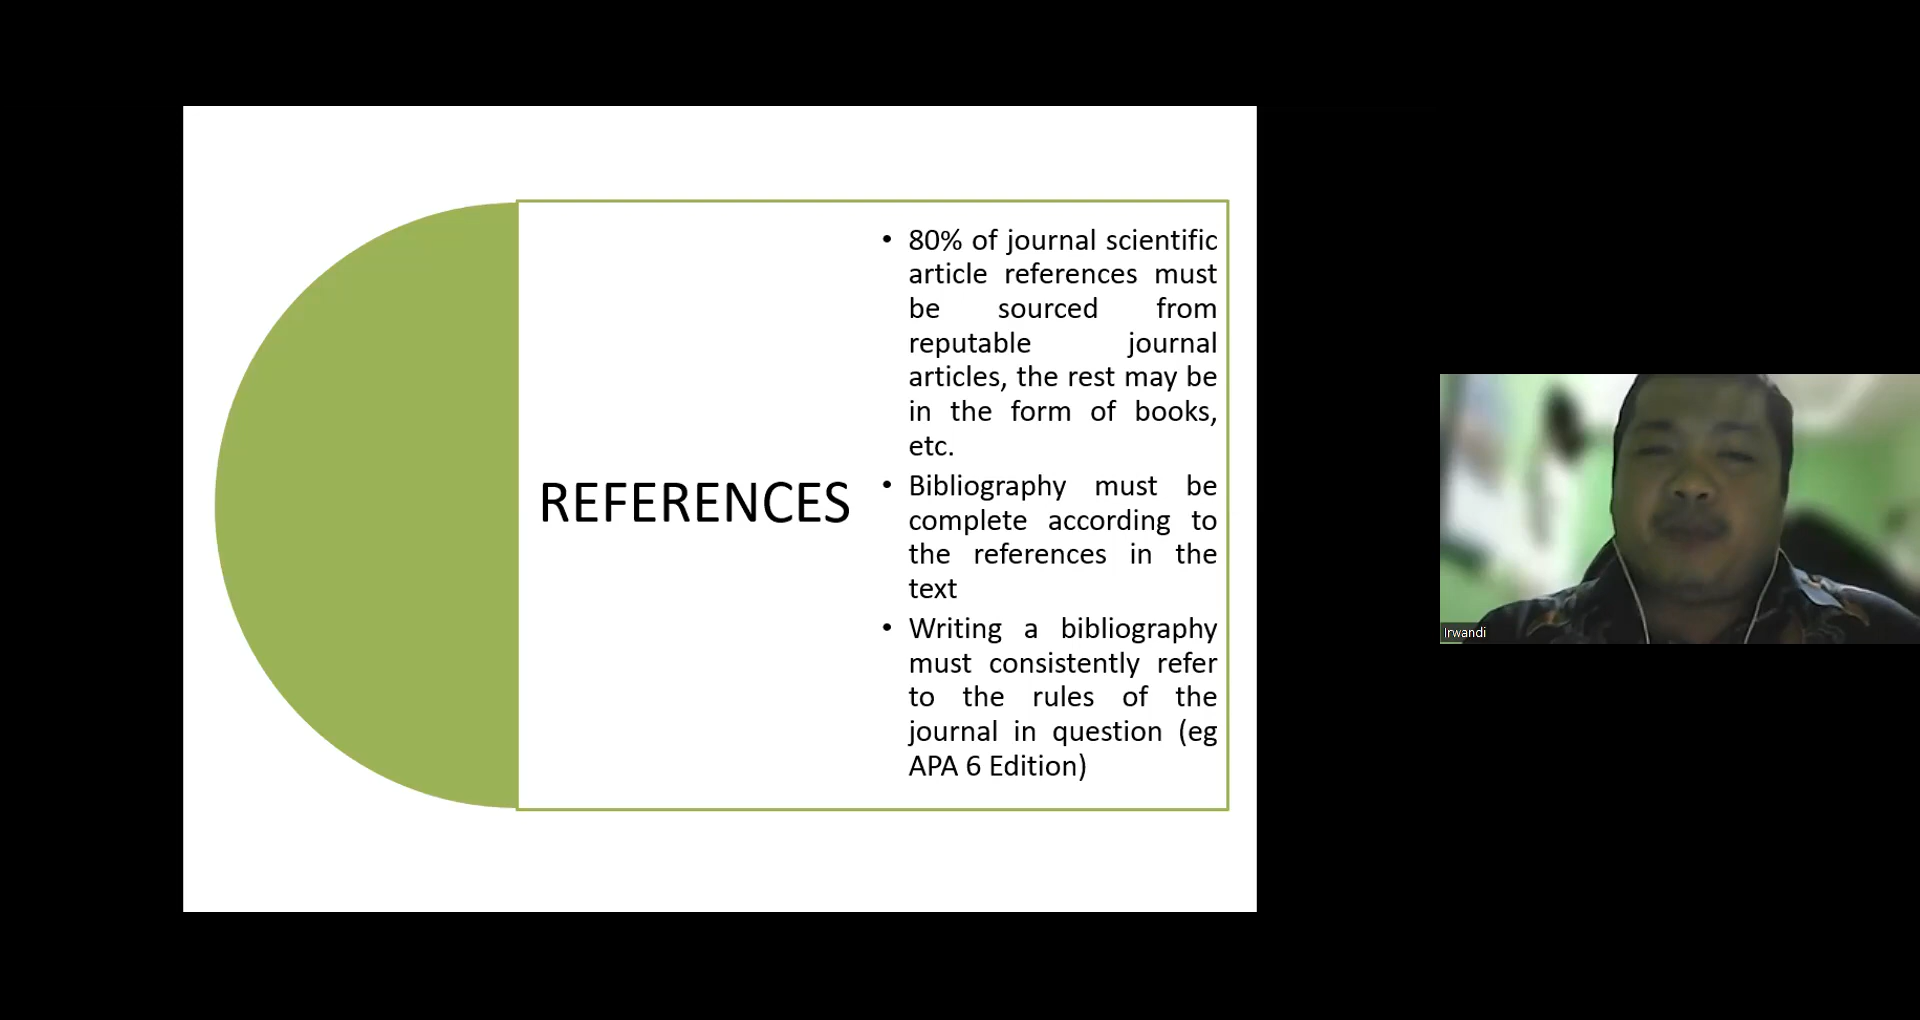 REFERENCES
• 80% of journal scientific
article references must
be sourced from
reputable journal
articles, the rest may be
in the form of books,
etc.
• Bibliography must be
complete according to
the references in the
text
• Writing a bibliography
must consistently refer
to the rules of the
journal in question (eg
APA 6 Edition)
Irwandi